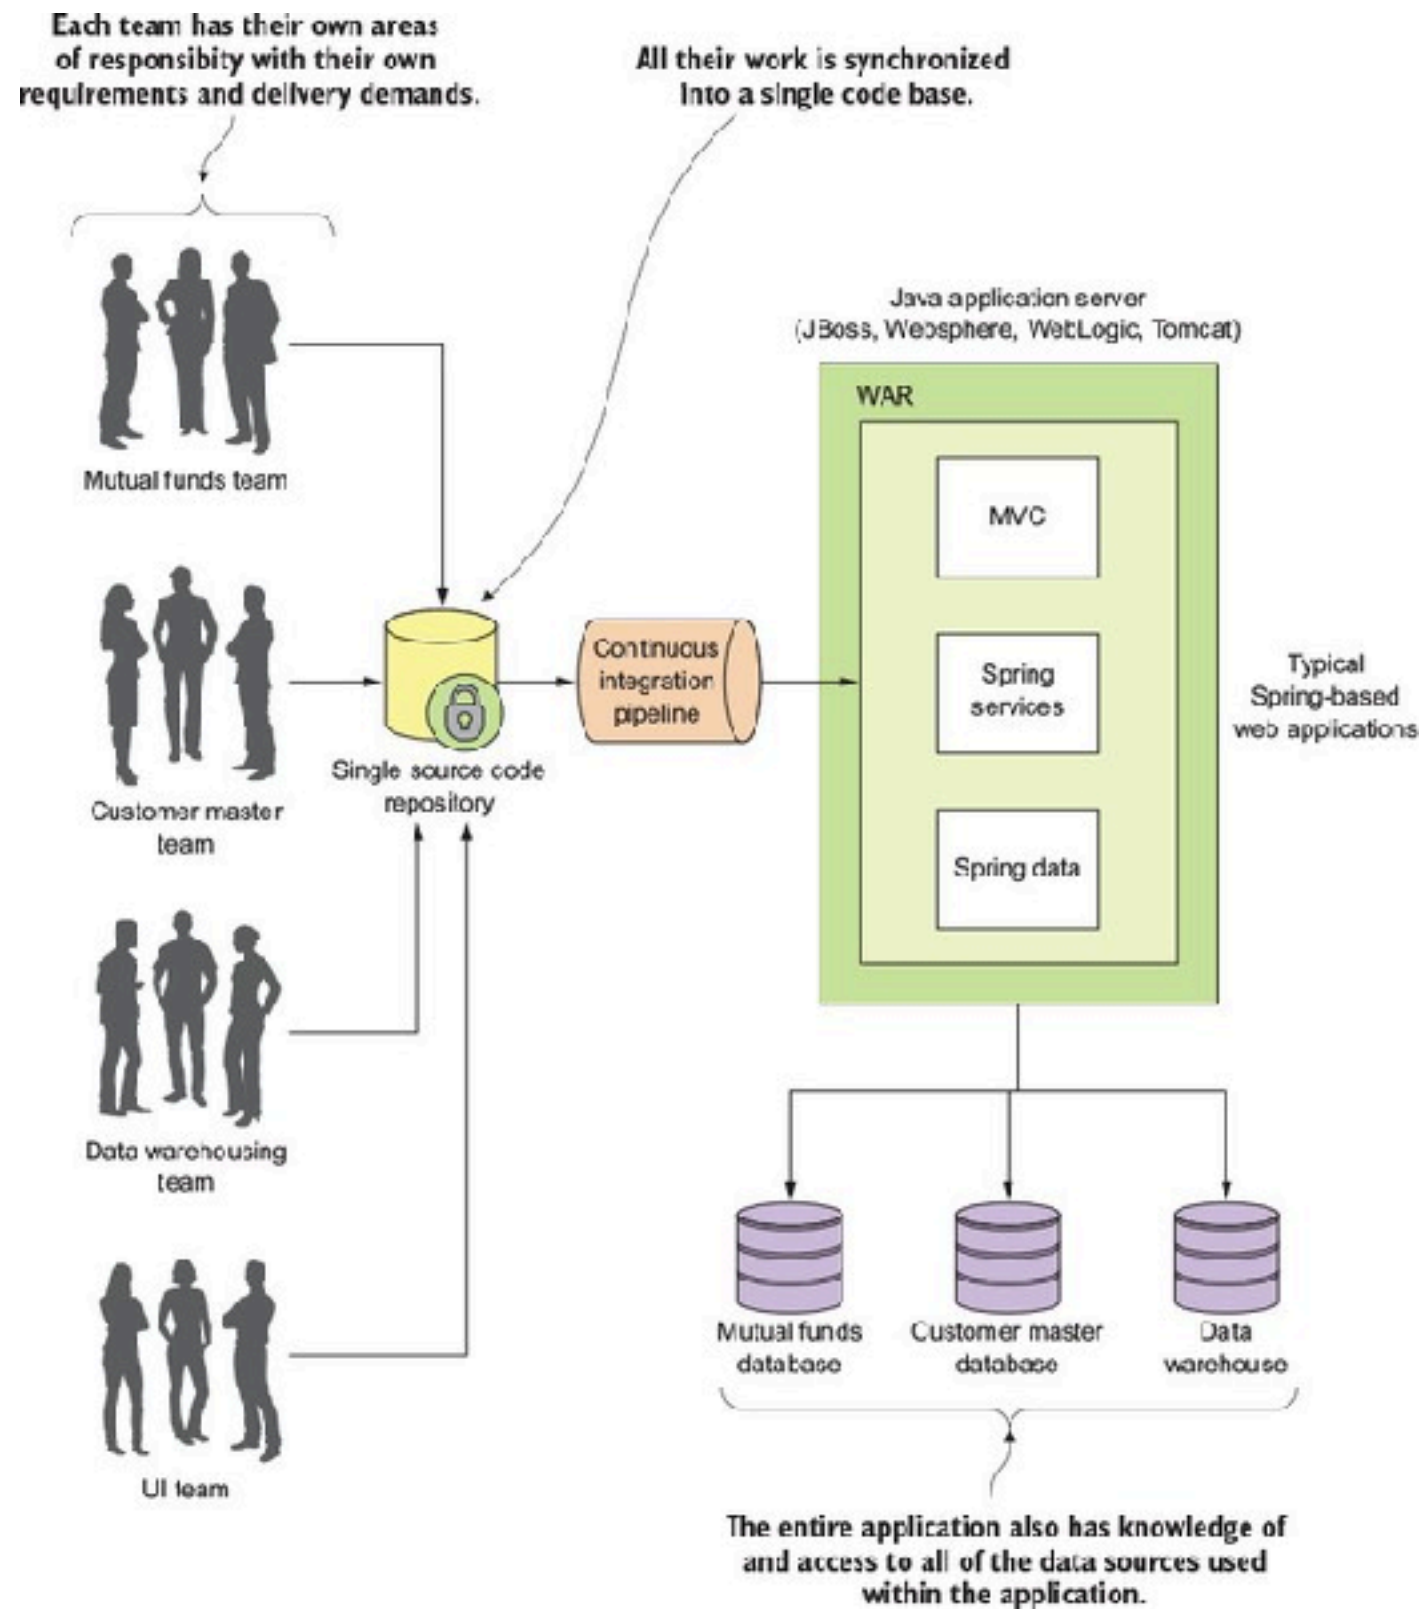 Each team has their own areas
of responsibity with their own
requirements and delivery demands.
All their work is synchronized
into a single code base.
Mutual funds team
Customer master
team
Data warehousing
team
UI team
Single source code
repository
Continuous
integration
pipeline
Java application server
(JBoss, Websphere, WebLogic, Tomcat)
WAR
MVC
Spring
services
Spring data
Typical
Spring-based
web applications
Mutual funds
database
Customer master
database
Data
warehouse
The entire application also has knowledge of
and access to all of the data sources used
within the application.